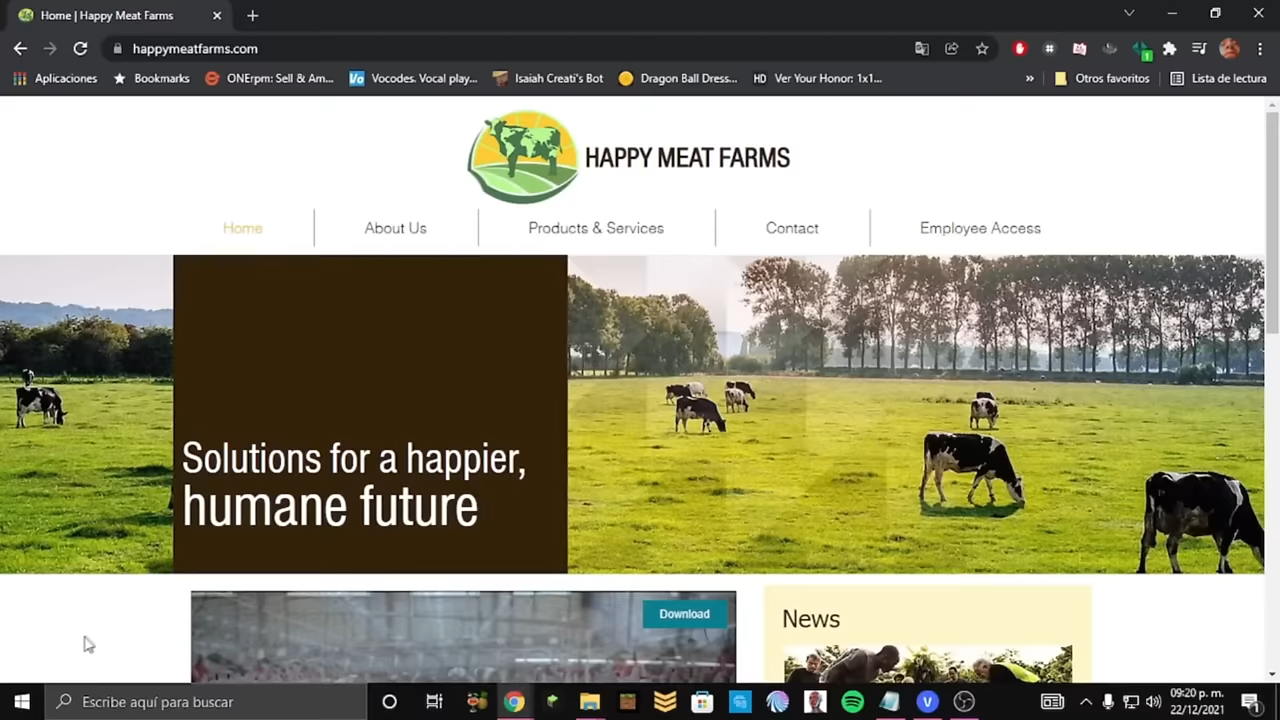 Home | Happy Meat Farms
happymeatfarms.com
1
Aplicaciones
Bookmarks
ONErpm: Sell & Am...
Vo
Vocodes. Vocal play...
Isaiah Creati's Bot
Dragon Ball Dress...
HD
Ver Your Honor: 1x1...
»
Otros favoritos
Lista de lectura
HAPPY MEAT FARMS
Home
About Us
Products & Services
Contact
Employee Access
Solutions for a happier,
humane future
Download
News
Escribe aquí para buscar
09:20 p. m.
22/12/2021
1